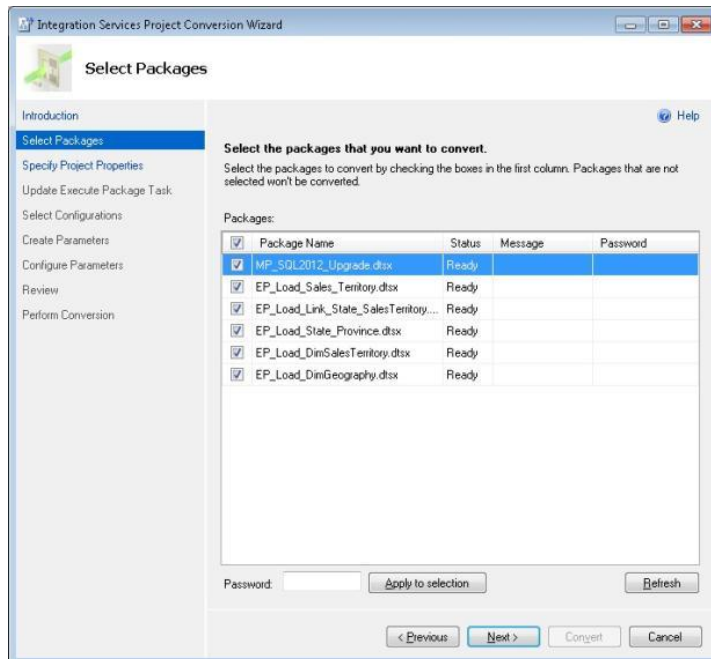 Integration Services Project Conversion Wizard
Select Packages
Introduction
Select Packages
Specify Project Properties
Update Execute Package Task
Select Configurations
Create Parameters
Configure Parameters
Review
Perform Conversion
Help
Select the packages that you want to convert.
Select the packages to convert by checking the boxes in the first column. Packages that are not
selected won't be converted.
Packages:
Package Name Status Message Password
MP_SQL2012_Upgrade.dtsx Ready
EP_Load_Sales_Territory.dtsx Ready
EP_Load_Link_State_SalesTerritory.... Ready
EP_Load_State_Province.dtsx Ready
EP_Load_DimSalesTerritory.dtsx Ready
EP_Load_DimGeography.dtsx Ready
Password: Apply to selection Refresh
< Previous Next > Convert Cancel